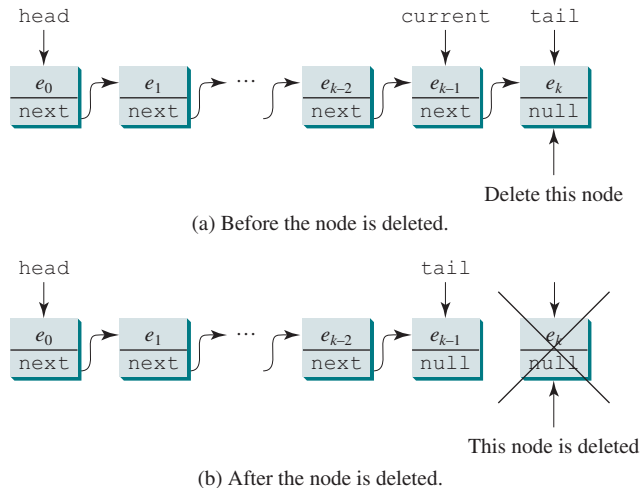 head current tail
e0 e1 ... ek–2 ek–1 ek
next next next next null
Delete this node
(a) Before the node is deleted.
head tail
e0 e1 ... ek–2 ek–1 ek
next next next null null
This node is deleted
(b) After the node is deleted.